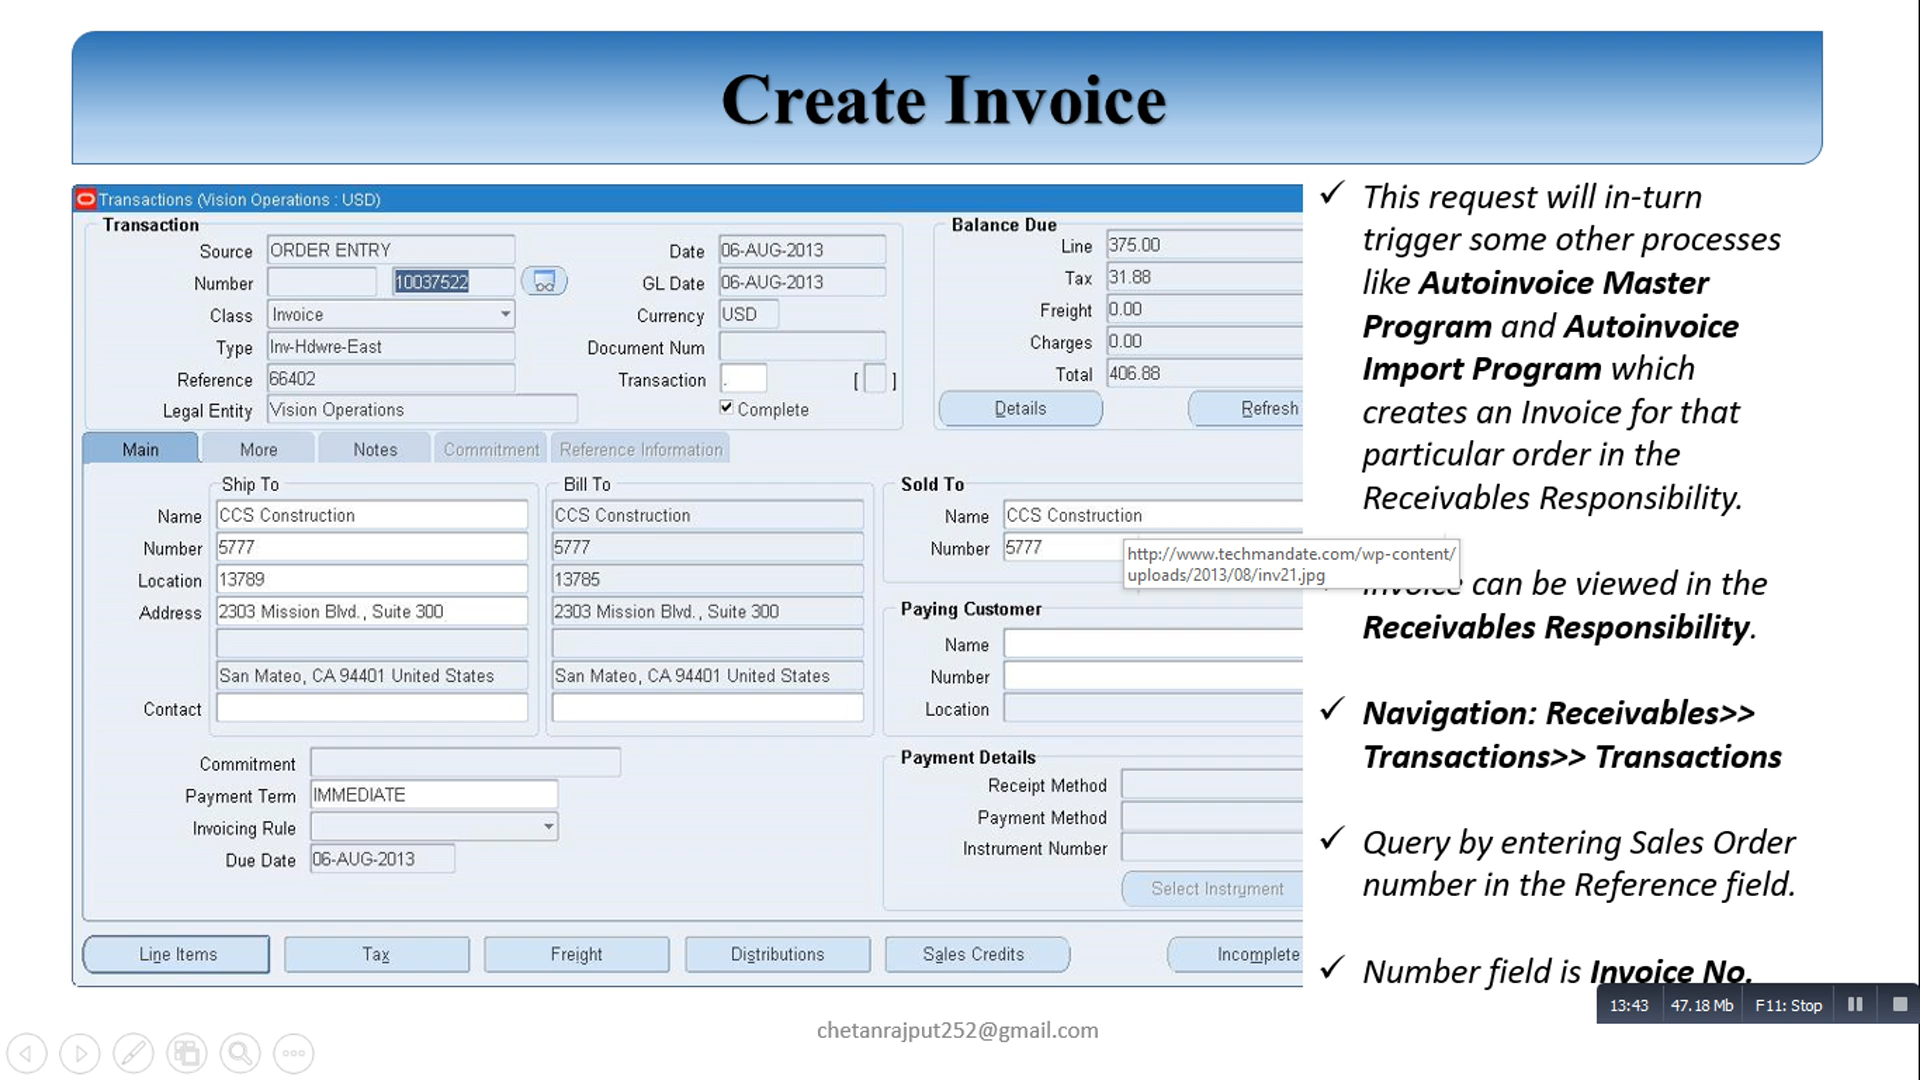 Create Invoice
Transactions (Vision Operations : USD)
Transaction
Source ORDER ENTRY
Number 10037522
Class Invoice
Type Inv-Hdwre-East
Reference 66402
Legal Entity Vision Operations
Date 06-AUG-2013
GL Date 06-AUG-2013
Currency USD
Document Num
Transaction . [ ]
Complete
Balance Due
Line 375.00
Tax 31.88
Freight 0.00
Charges 0.00
Total 406.88
Details Refresh
Main More Notes Commitment Reference Information
Ship To Bill To
Name CCS Construction CCS Construction
Number 5777 5777
Location 13789 13785
Address 2303 Mission Blvd., Suite 300 2303 Mission Blvd., Suite 300
San Mateo, CA 94401 United States San Mateo, CA 94401 United States
Contact
Sold To
Name CCS Construction
Number 5777
Paying Customer
Name
Number
Location
Commitment
Payment Term IMMEDIATE
Invoicing Rule
Due Date 06-AUG-2013
Payment Details
Receipt Method
Payment Method
Instrument Number
Select Instrument
Line Items Tax Freight Distributions Sales Credits Incomplete
✓ This request will in-turn
trigger some other processes
like Autoinvoice Master
Program and Autoinvoice
Import Program which
creates an Invoice for that
particular order in the
Receivables Responsibility.
http://www.techmandate.com/wp-content/
uploads/2013/08/inv21.jpg
Invoice can be viewed in the
Receivables Responsibility.
✓ Navigation: Receivables>>
Transactions>> Transactions
✓ Query by entering Sales Order
number in the Reference field.
✓ Number field is Invoice No.
13:43 47.18 Mb F11: Stop
chetanrajput252@gmail.com